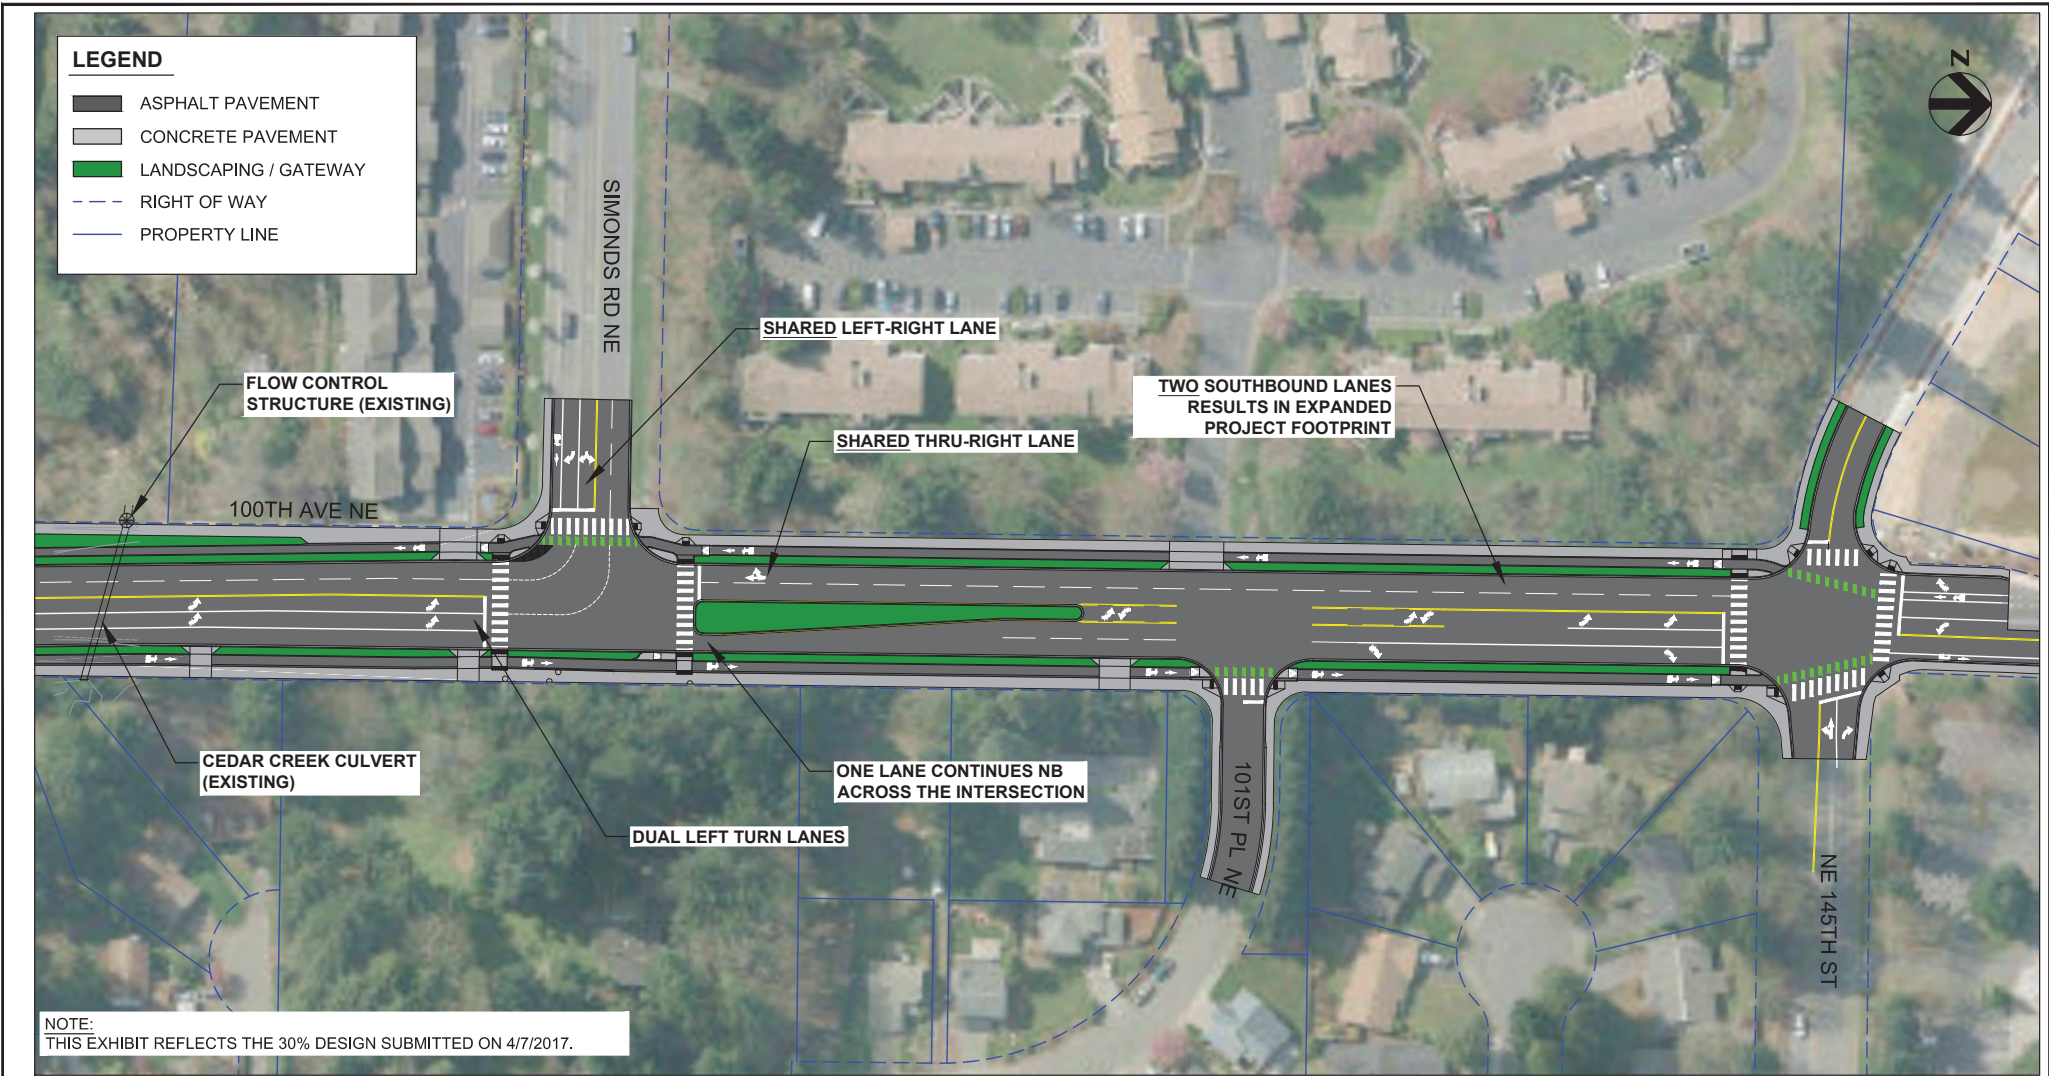 LEGEND
ASPHALT PAVEMENT
CONCRETE PAVEMENT
LANDSCAPING / GATEWAY
RIGHT OF WAY
PROPERTY LINE
N
SIMONDS RD NE
SHARED LEFT-RIGHT LANE
FLOW CONTROL
STRUCTURE (EXISTING)
TWO SOUTHBOUND LANES
RESULTS IN EXPANDED
PROJECT FOOTPRINT
SHARED THRU-RIGHT LANE
100TH AVE NE
CEDAR CREEK CULVERT
(EXISTING)
ONE LANE CONTINUES NB
ACROSS THE INTERSECTION
DUAL LEFT TURN LANES
101ST PL NE
NE 145TH ST
NOTE:
THIS EXHIBIT REFLECTS THE 30% DESIGN SUBMITTED ON 4/7/2017.